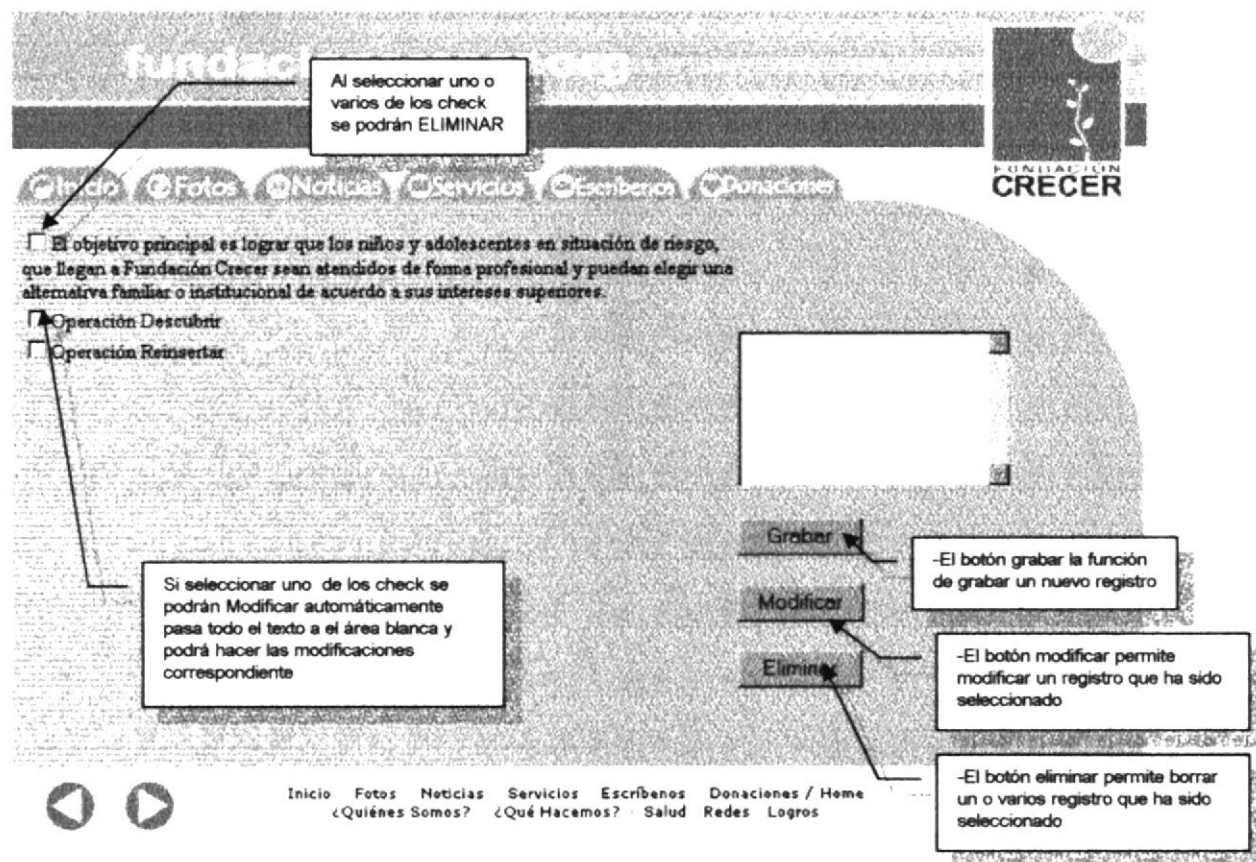 fundac
Al seleccionar uno o
varios de los check
se podrán ELIMINAR
FUNDACIÓN
CRECER
Inicio Fotos Noticias Servicios Escríbenos Donaciones
El objetivo principal es lograr que los niños y adolescentes en situación de riesgo,
que llegan a Fundación Crecer sean atendidos de forma profesional y puedan elegir una
alternativa familiar o institucional de acuerdo a sus intereses superiores.
Operación Descubrir
Operación Reinsertar
Grabar
-El botón grabar la función
de grabar un nuevo registro
Si seleccionar uno de los check se
podrán Modificar automáticamente
pasa todo el texto a el área blanca y
podrá hacer las modificaciones
correspondiente
Modificar
-El botón modificar permite
modificar un registro que ha sido
seleccionado
Eliminar
-El botón eliminar permite borrar
un o varios registro que ha sido
seleccionado
Inicio Fotos Noticias Servicios Escríbenos Donaciones / Home
¿Quiénes Somos? ¿Qué Hacemos? Salud Redes Logros